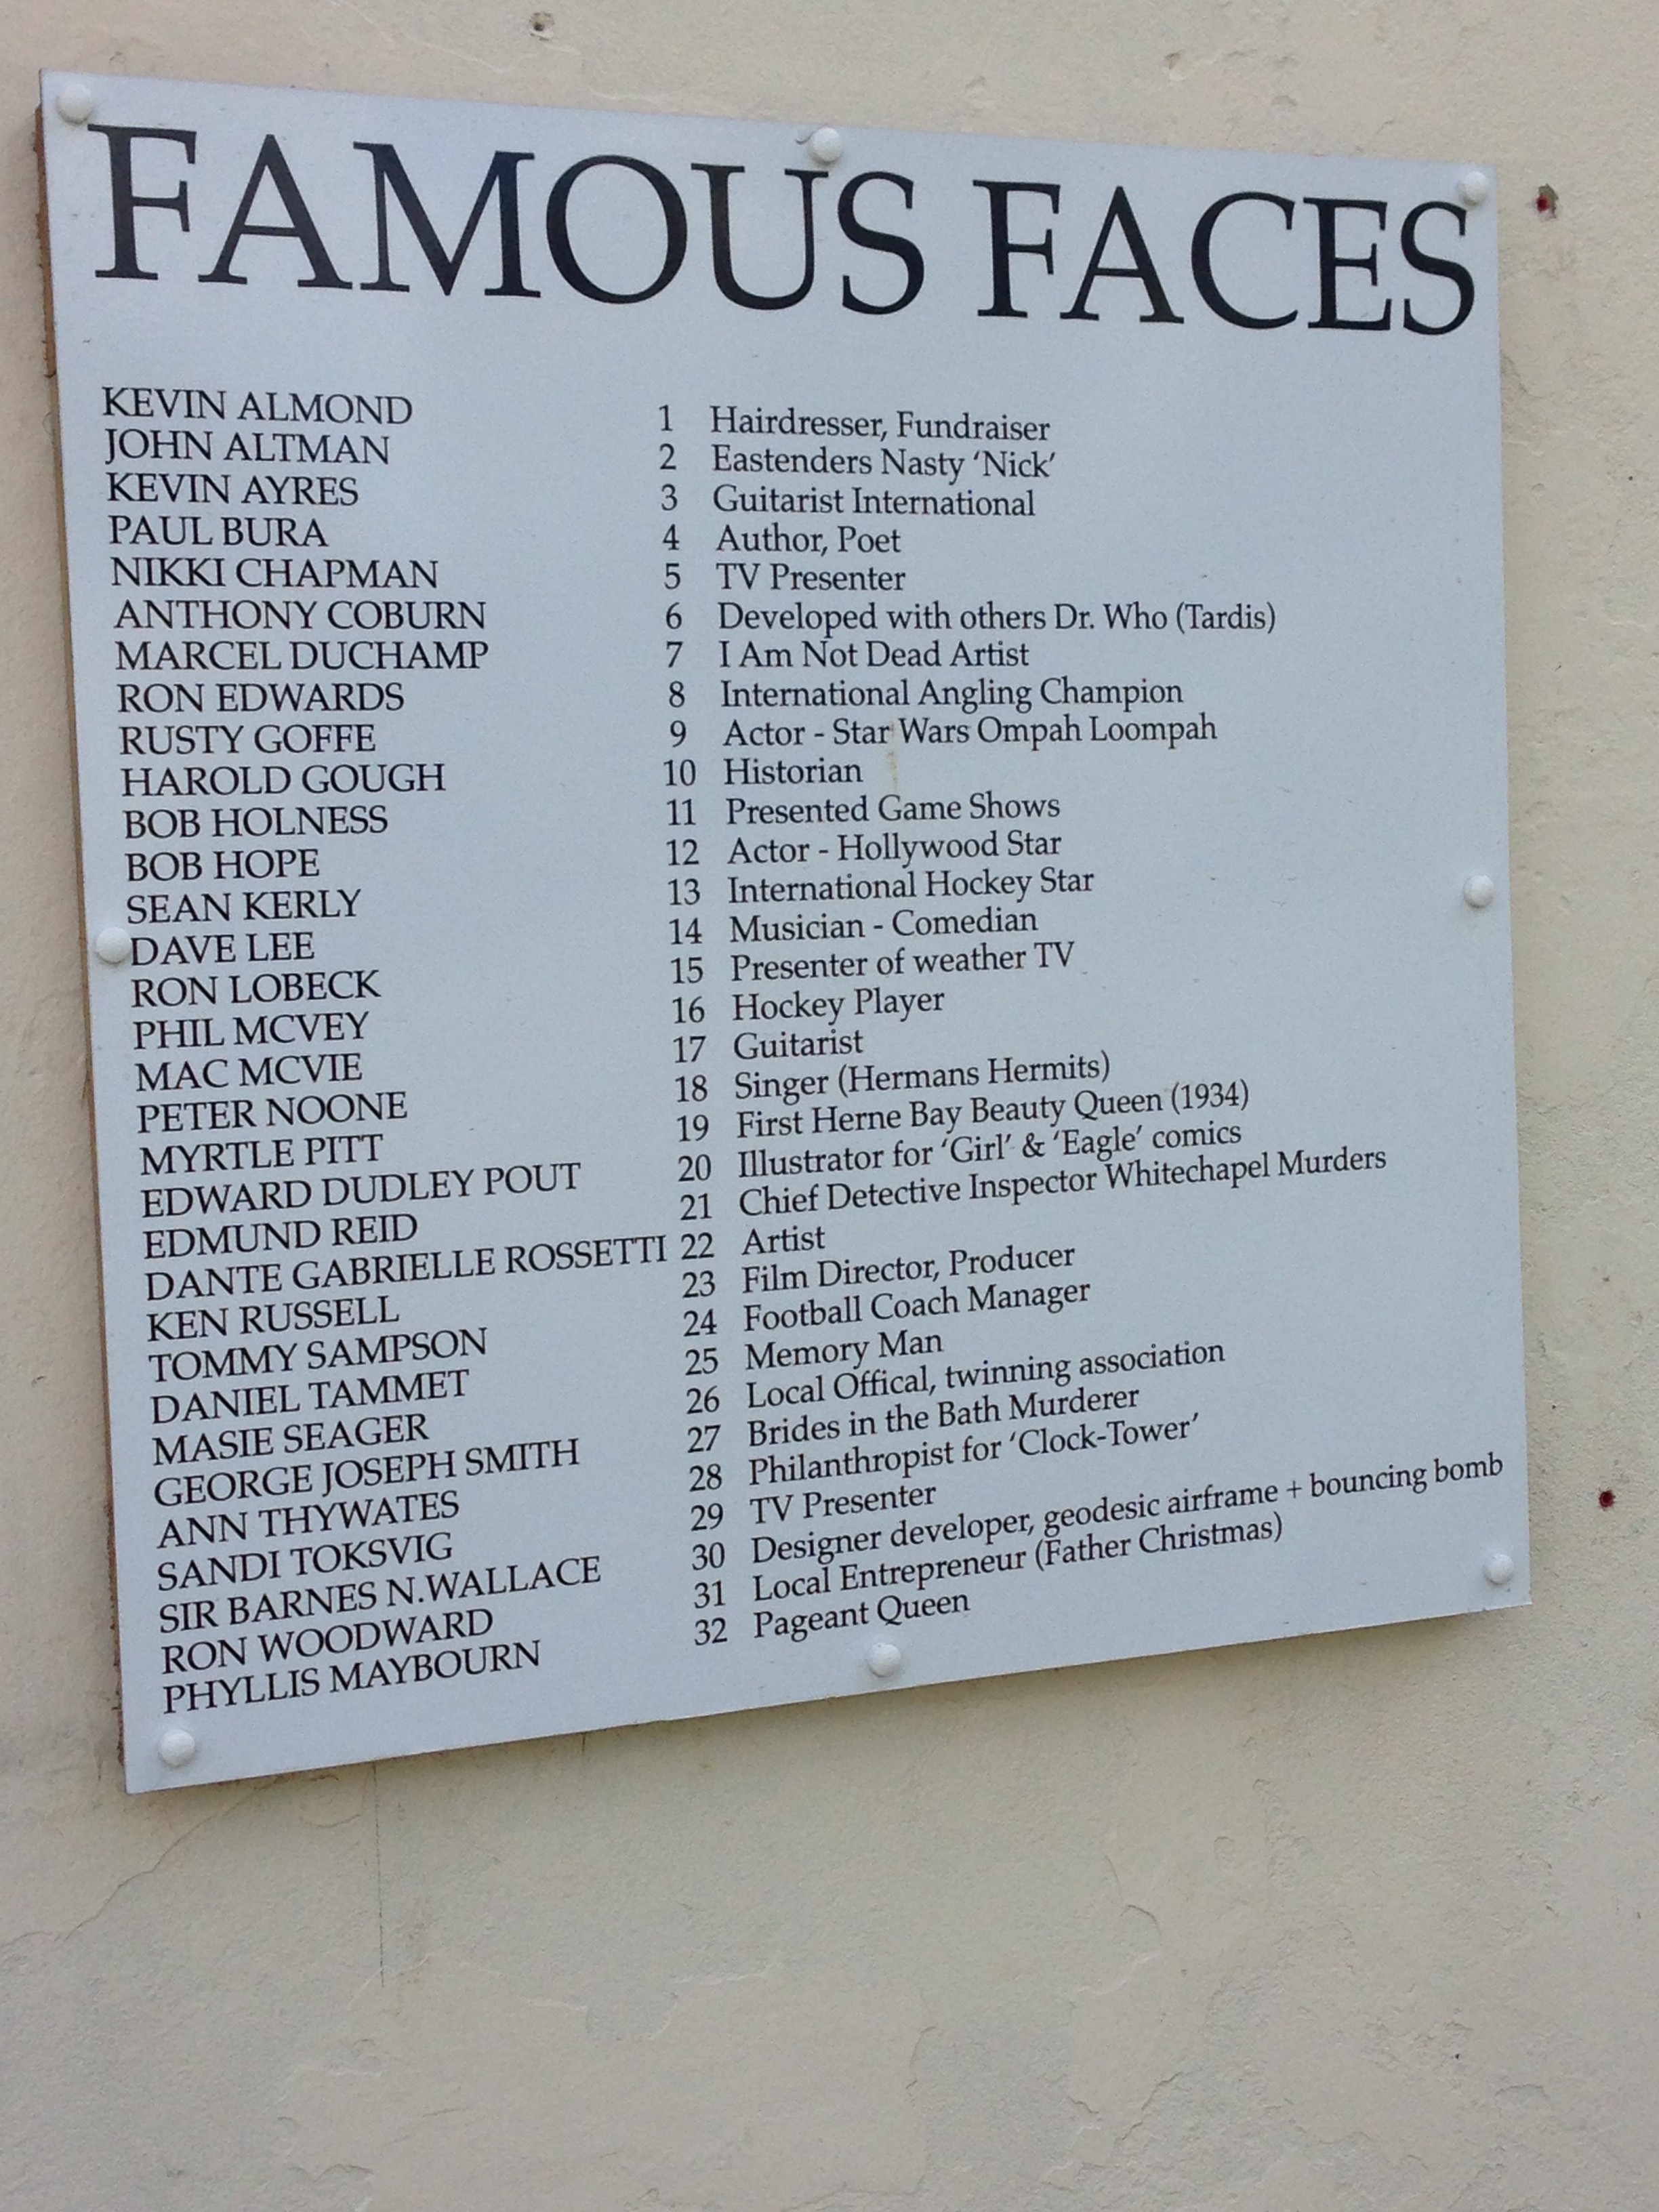 FAMOUS FACES
KEVIN ALMOND 1 Hairdresser, Fundraiser
JOHN ALTMAN 2 Eastenders Nasty 'Nick'
KEVIN AYRES 3 Guitarist International
PAUL BURA 4 Author, Poet
NIKKI CHAPMAN 5 TV Presenter
ANTHONY COBURN 6 Developed with others Dr. Who (Tardis)
MARCEL DUCHAMP 7 I Am Not Dead Artist
RON EDWARDS 8 International Angling Champion
RUSTY GOFFE 9 Actor - Star Wars Ompah Loompah
HAROLD GOUGH 10 Historian
BOB HOLNESS 11 Presented Game Shows
BOB HOPE 12 Actor - Hollywood Star
SEAN KERLY 13 International Hockey Star
DAVE LEE 14 Musician - Comedian
RON LOBECK 15 Presenter of weather TV
PHIL MCVEY 16 Hockey Player
MAC MCVIE 17 Guitarist
PETER NOONE 18 Singer (Hermans Hermits)
MYRTLE PITT 19 First Herne Bay Beauty Queen (1934)
EDWARD DUDLEY POUT 20 Illustrator for 'Girl' & 'Eagle' comics
EDMUND REID 21 Chief Detective Inspector Whitechapel Murders
DANTE GABRIELLE ROSSETTI 22 Artist
KEN RUSSELL 23 Film Director, Producer
TOMMY SAMPSON 24 Football Coach Manager
DANIEL TAMMET 25 Memory Man
MASIE SEAGER 26 Local Offical, twinning association
GEORGE JOSEPH SMITH 27 Brides in the Bath Murderer
ANN THYWATES 28 Philanthropist for 'Clock-Tower'
SANDI TOKSVIG 29 TV Presenter
SIR BARNES N.WALLACE 30 Designer developer, geodesic airframe + bouncing bomb
RON WOODWARD 31 Local Entrepreneur (Father Christmas)
PHYLLIS MAYBOURN 32 Pageant Queen